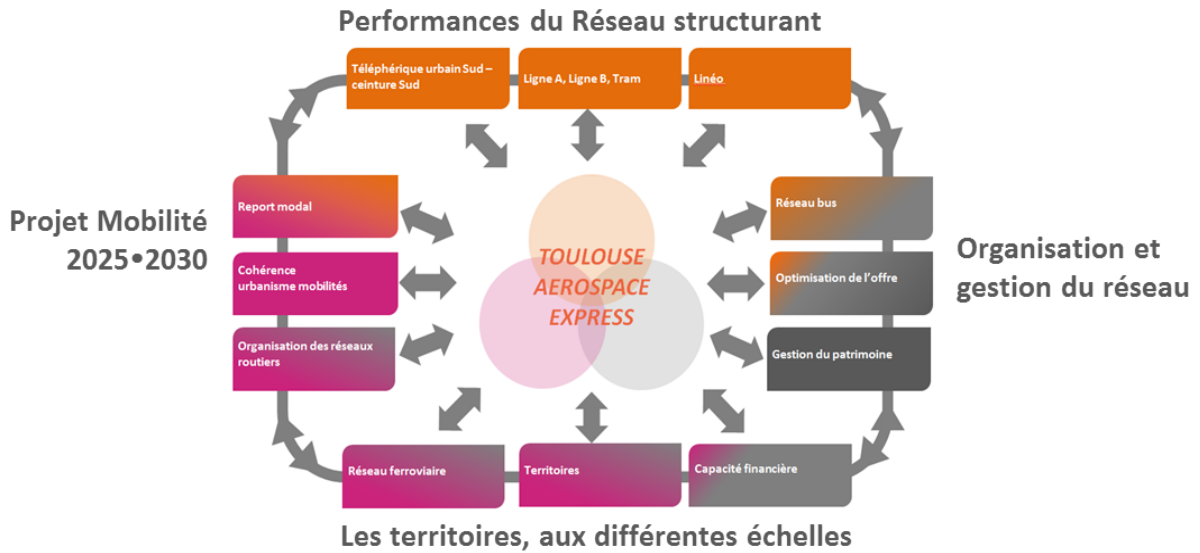 Performances du Réseau structurant
Téléphérique urbain Sud –
ceinture Sud
Ligne A, Ligne B, Tram
Linéo
Projet Mobilité
2025•2030
Report modal
Cohérence
urbanisme mobilités
Organisation des réseaux
routiers
TOULOUSE
AEROSPACE
EXPRESS
Réseau bus
Optimisation de l'offre
Gestion du patrimoine
Organisation et
gestion du réseau
Réseau ferroviaire
Territoires
Capacité financière
Les territoires, aux différentes échelles